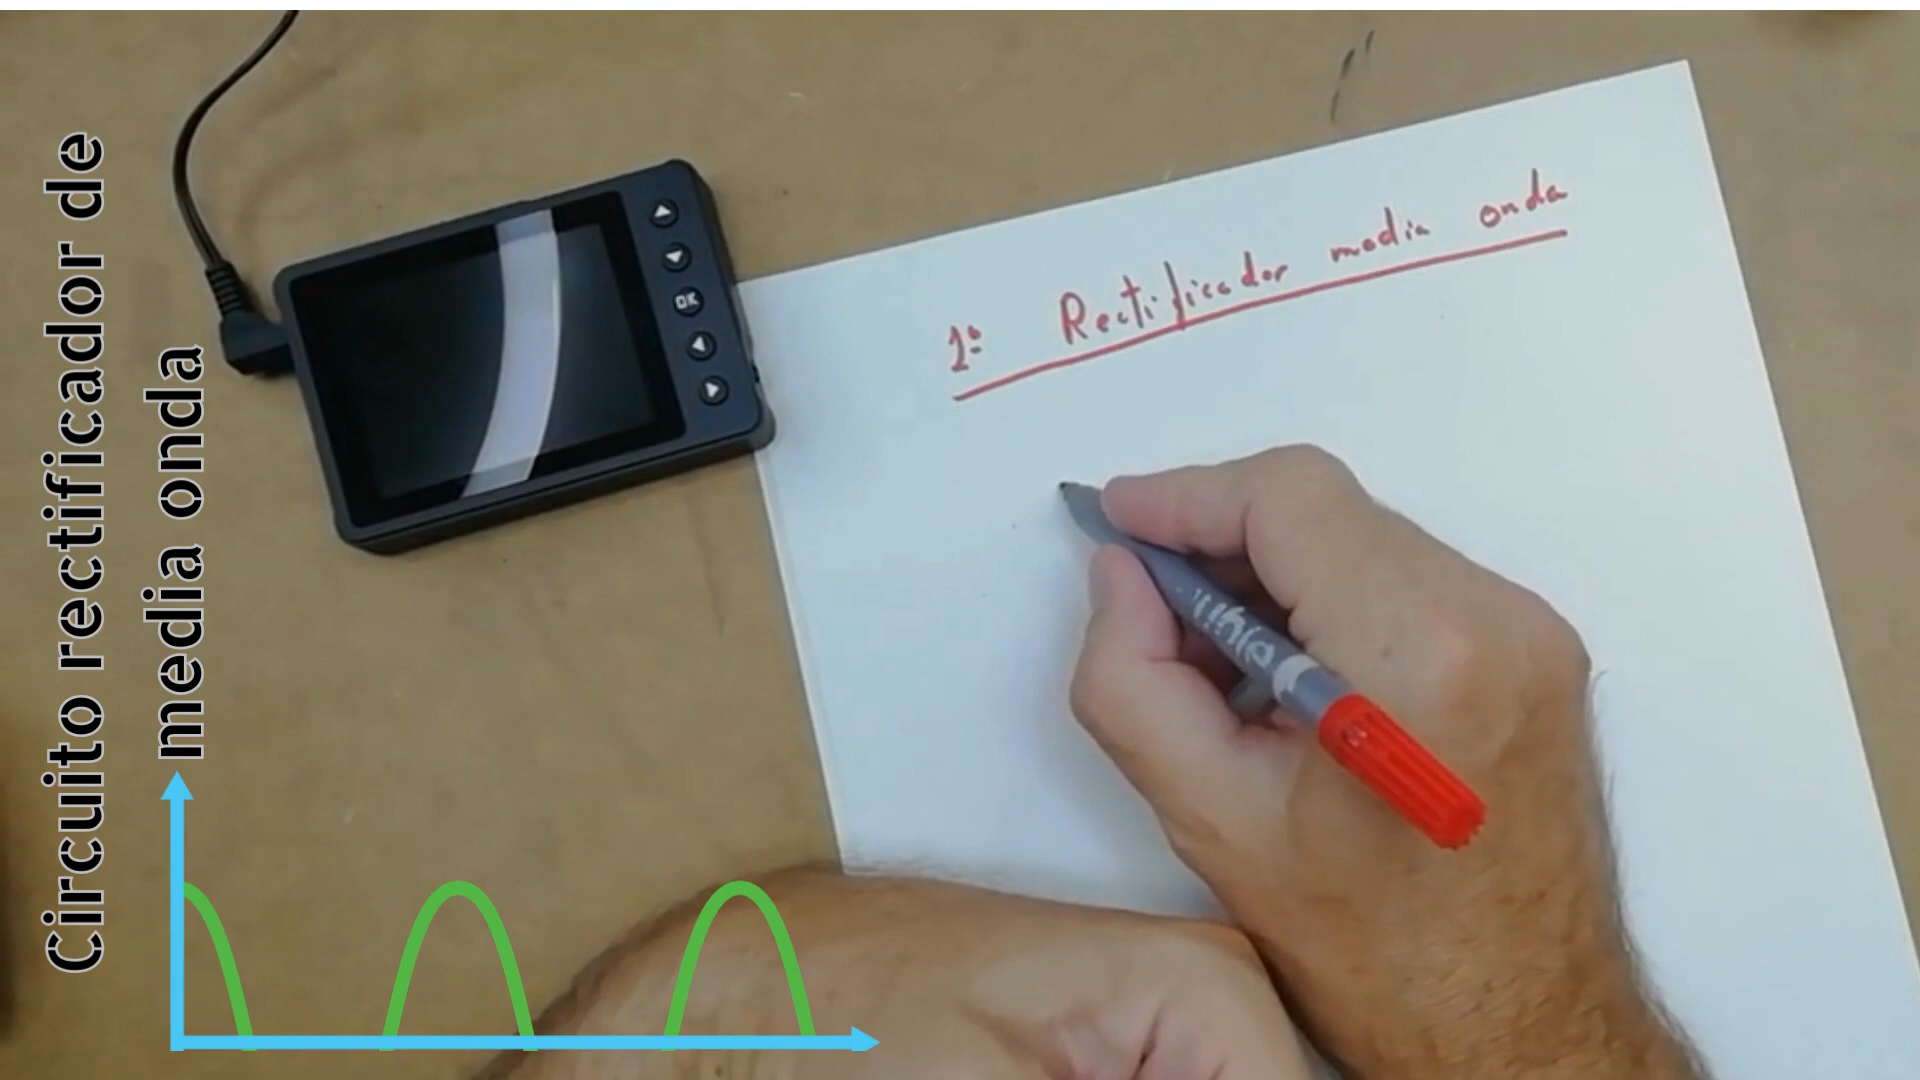 Circuito rectificador de
media onda
OK
1º Rectificador media onda